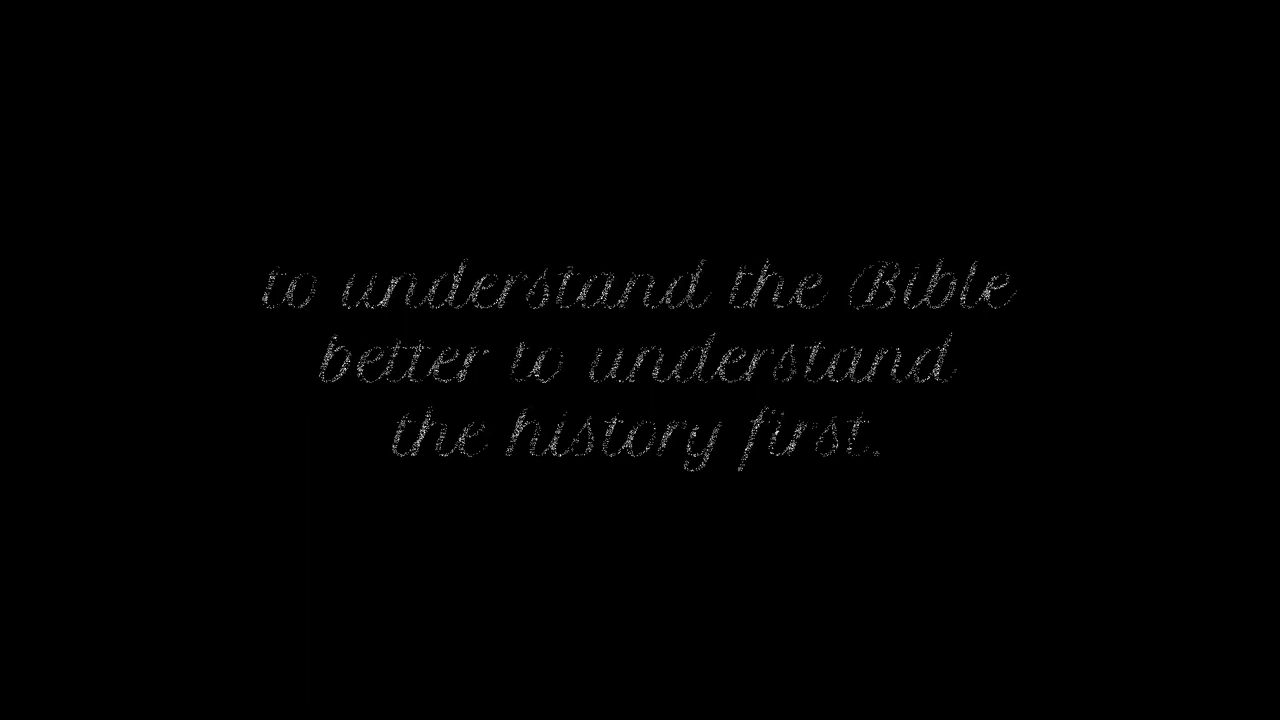 to understand the Bible
better to understand
the history first.